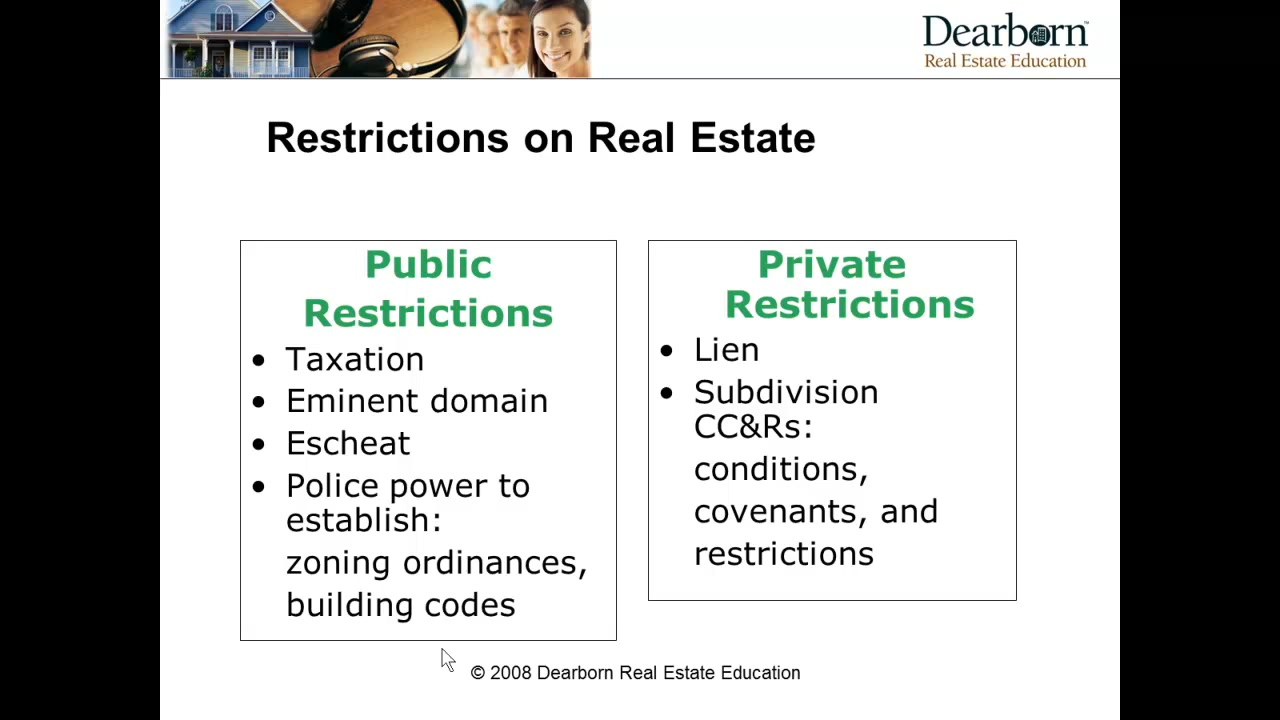 Dearborn™
Real Estate Education
Restrictions on Real Estate
Public
Restrictions
• Taxation
• Eminent domain
• Escheat
• Police power to
establish:
zoning ordinances,
building codes
Private
Restrictions
• Lien
• Subdivision
CC&Rs:
conditions,
covenants, and
restrictions
© 2008 Dearborn Real Estate Education